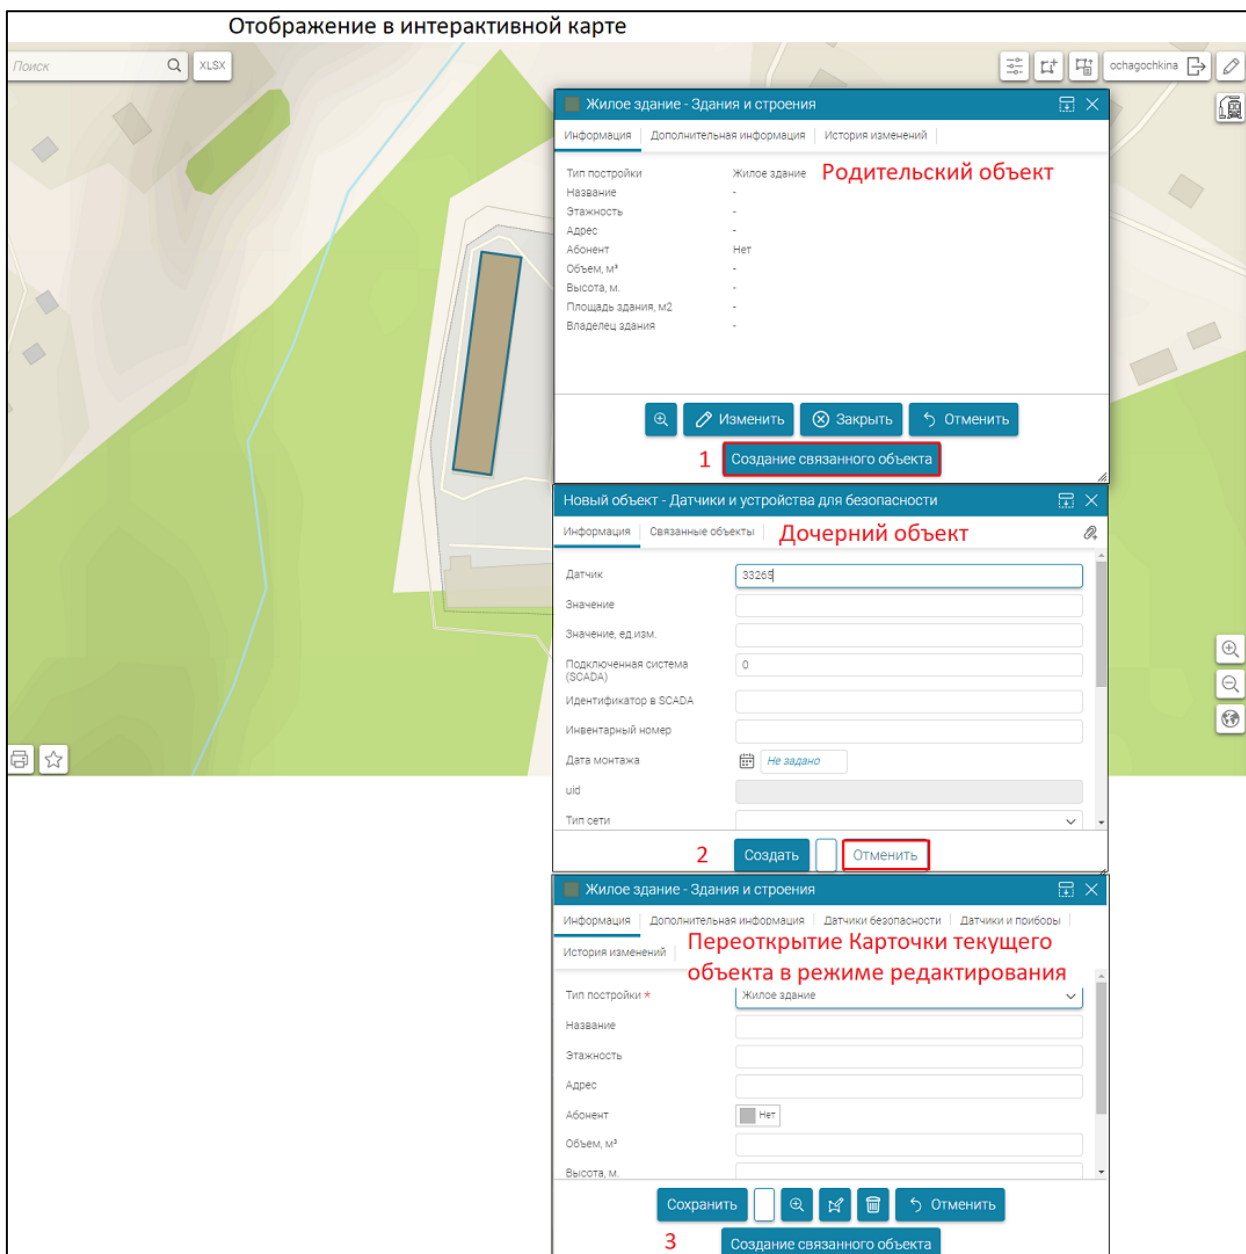 Отображение в интерактивной карте
Поиск
XLSX
ochagochkina
Жилое здание - Здания и строения
Информация
Дополнительная информация
История изменений
Родительский объект
Тип постройки
Жилое здание
Название
-
Этажность
-
Адрес
-
Абонент
Нет
Объем, м³
-
Высота, м.
-
Площадь здания, м2
-
Владелец здания
-
Изменить
Закрыть
Отменить
1
Создание связанного объекта
Новый объект - Датчики и устройства для безопасности
Информация
Связанные объекты
Дочерний объект
Датчик
33265
Значение
Значение, ед.изм.
Подключенная система
(SCADA)
0
Идентификатор в SCADA
Инвентарный номер
Дата монтажа
Не задано
uid
Тип сети
2
Создать
Отменить
Жилое здание - Здания и строения
Информация
Дополнительная информация
Датчики безопасности
Датчики и приборы
История изменений
Переоткрытие Карточки текущего
объекта в режиме редактирования
Тип постройки *
Жилое здание
Название
Этажность
Адрес
Абонент
Нет
Объем, м³
Высота, м.
Сохранить
Отменить
3
Создание связанного объекта